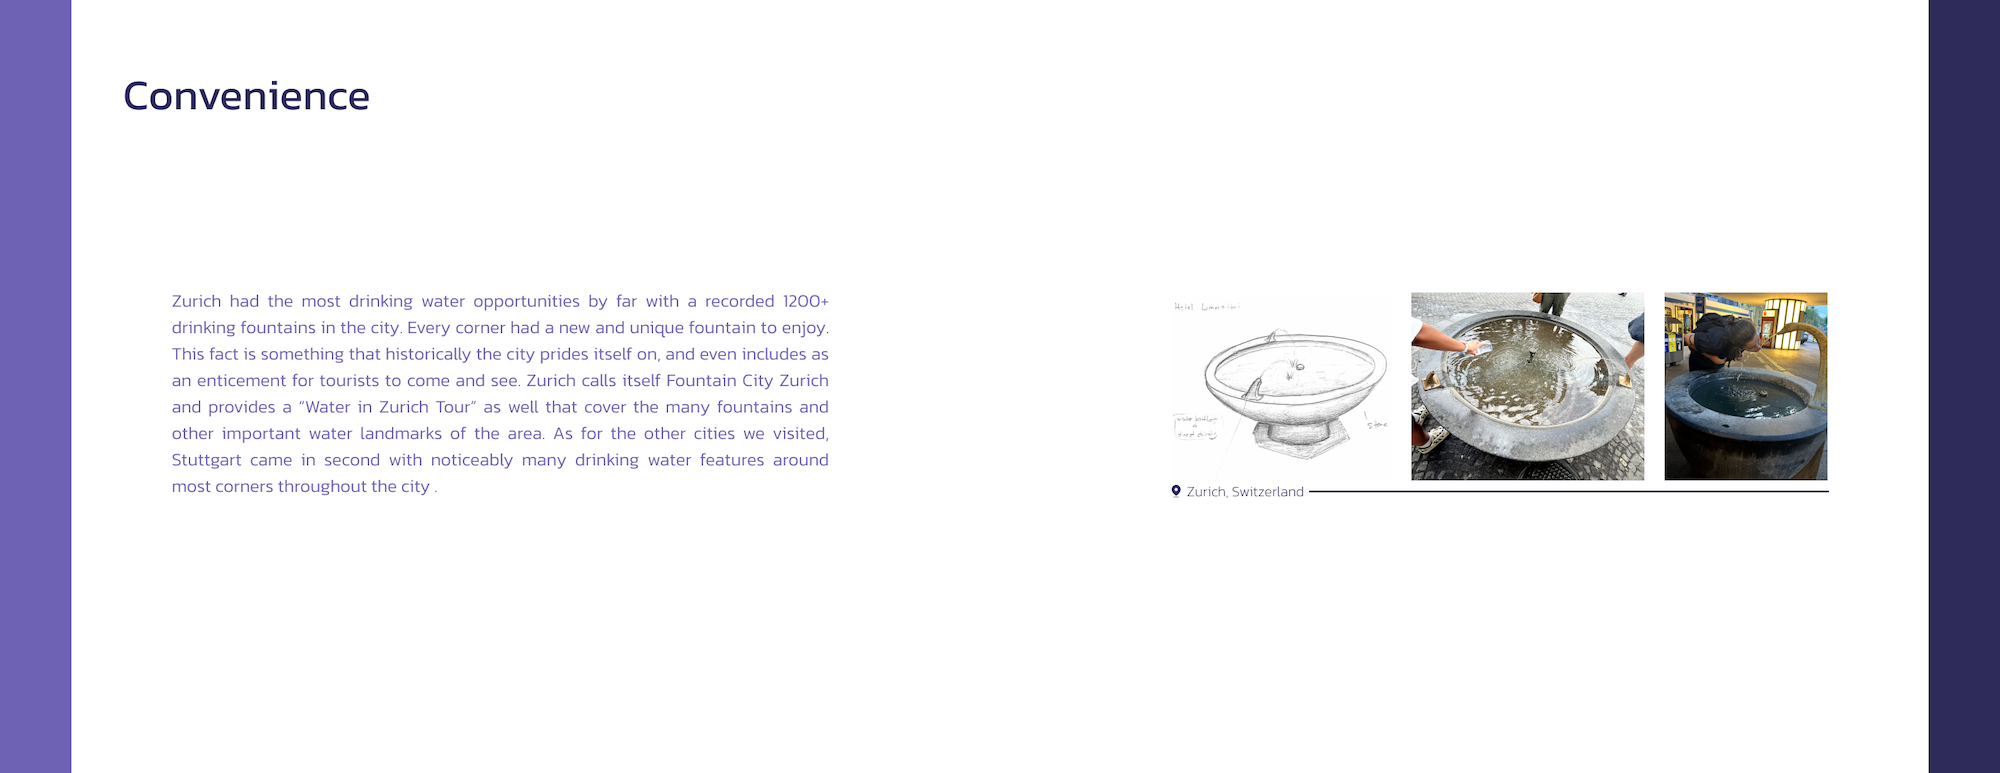 Convenience
Zurich had the most drinking water opportunities by far with a recorded 1200+
drinking fountains in the city. Every corner had a new and unique fountain to enjoy.
This fact is something that historically the city prides itself on, and even includes as
an enticement for tourists to come and see. Zurich calls itself Fountain City Zurich
and provides a “Water in Zurich Tour” as well that cover the many fountains and
other important water landmarks of the area. As for the other cities we visited,
Stuttgart came in second with noticeably many drinking water features around
most corners throughout the city .
Hotel
stone
Zurich, Switzerland